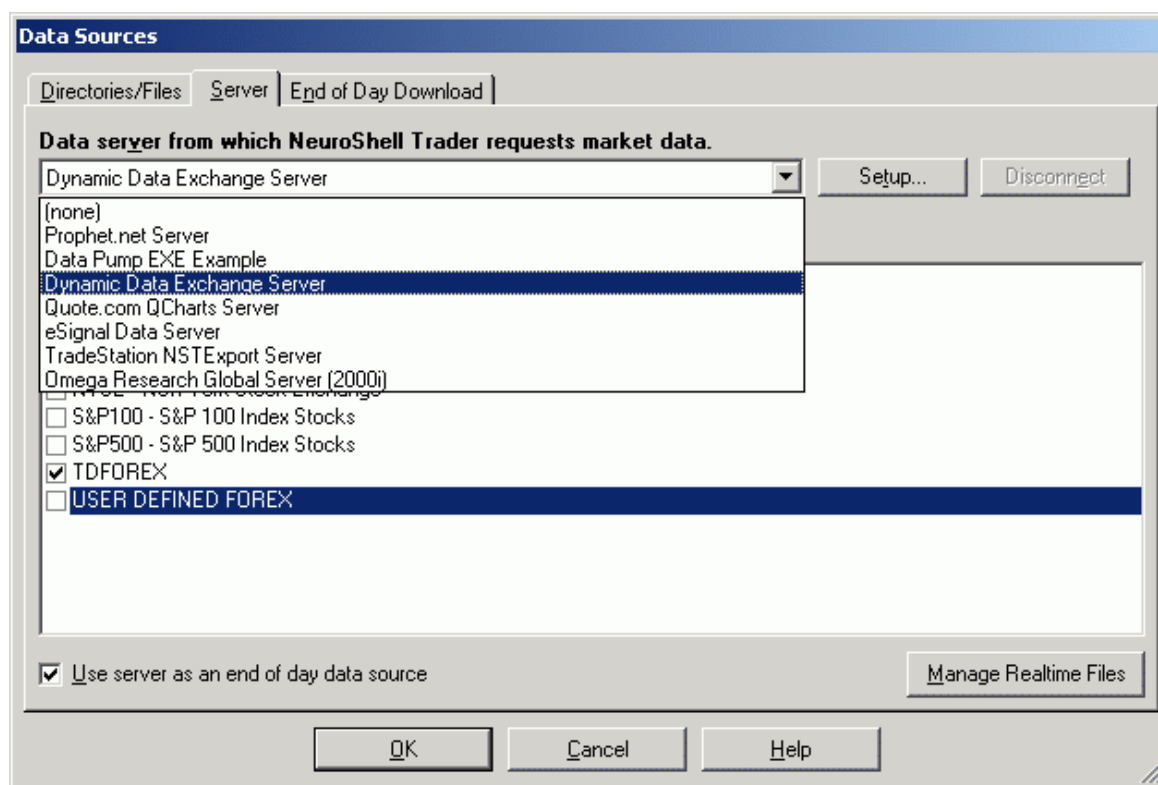 Data Sources
Directories/Files Server End of Day Download
Data server from which NeuroShell Trader requests market data.
Dynamic Data Exchange Server Setup... Disconnect
(none)
Prophet.net Server
Data Pump EXE Example
Dynamic Data Exchange Server
Quote.com QCharts Server
eSignal Data Server
TradeStation NSTExport Server
Omega Research Global Server (2000i)
S&P100 - S&P 100 Index Stocks
S&P500 - S&P 500 Index Stocks
TDFOREX
USER DEFINED FOREX
Use server as an end of day data source Manage Realtime Files
OK Cancel Help